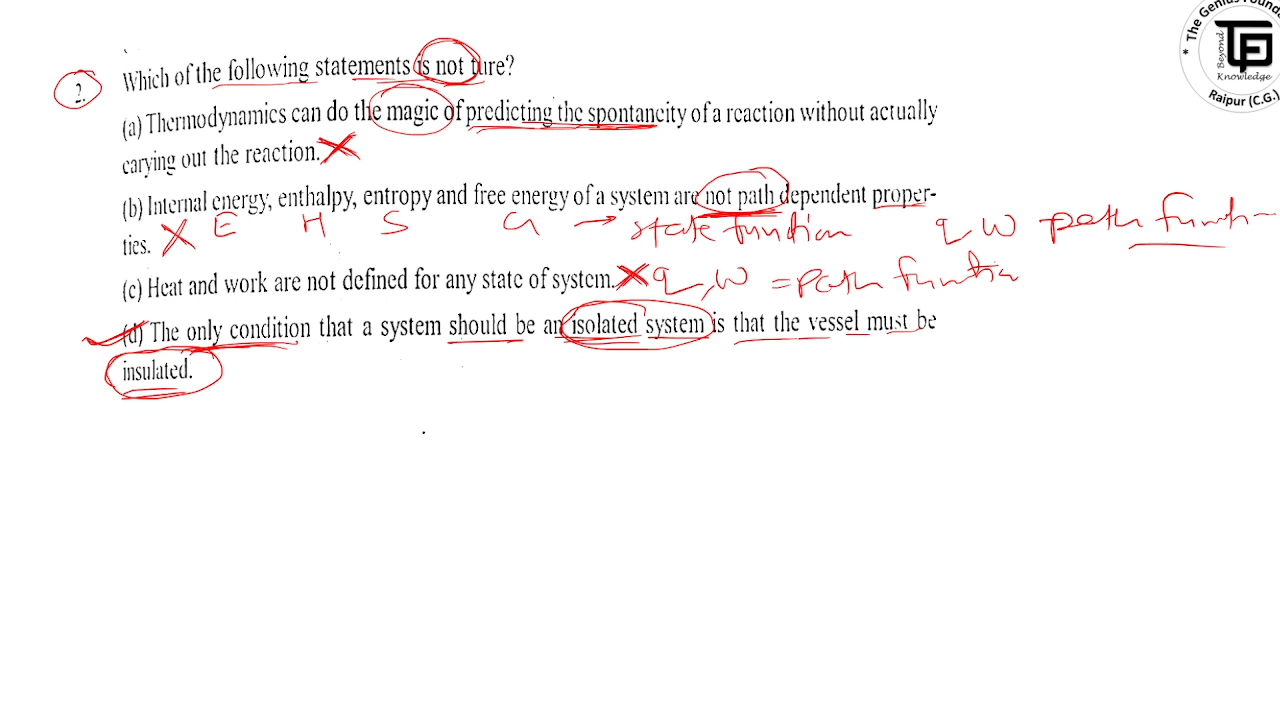 * The Genius Founda
Beyond
Knowledge
Raipur (C.G.)
2. Which of the following statements is not ture?
(a) Thermodynamics can do the magic of predicting the spontaneity of a reaction without actually
carying out the reaction.
(b) Internal energy, enthalpy, entropy and free energy of a system are not path dependent proper-
ties. E H S G → state function q w path functi-
(c) Heat and work are not defined for any state of system. q, w = path function
(d) The only condition that a system should be an isolated system is that the vessel must be
insulated.